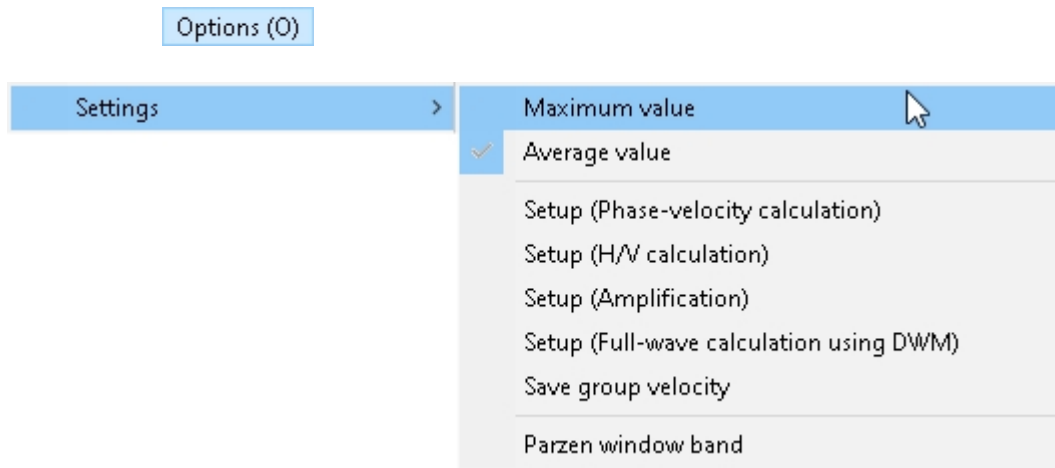 Options (O)
Settings
Maximum value
Average value
Setup (Phase-velocity calculation)
Setup (H/V calculation)
Setup (Amplification)
Setup (Full-wave calculation using DWM)
Save group velocity
Parzen window band